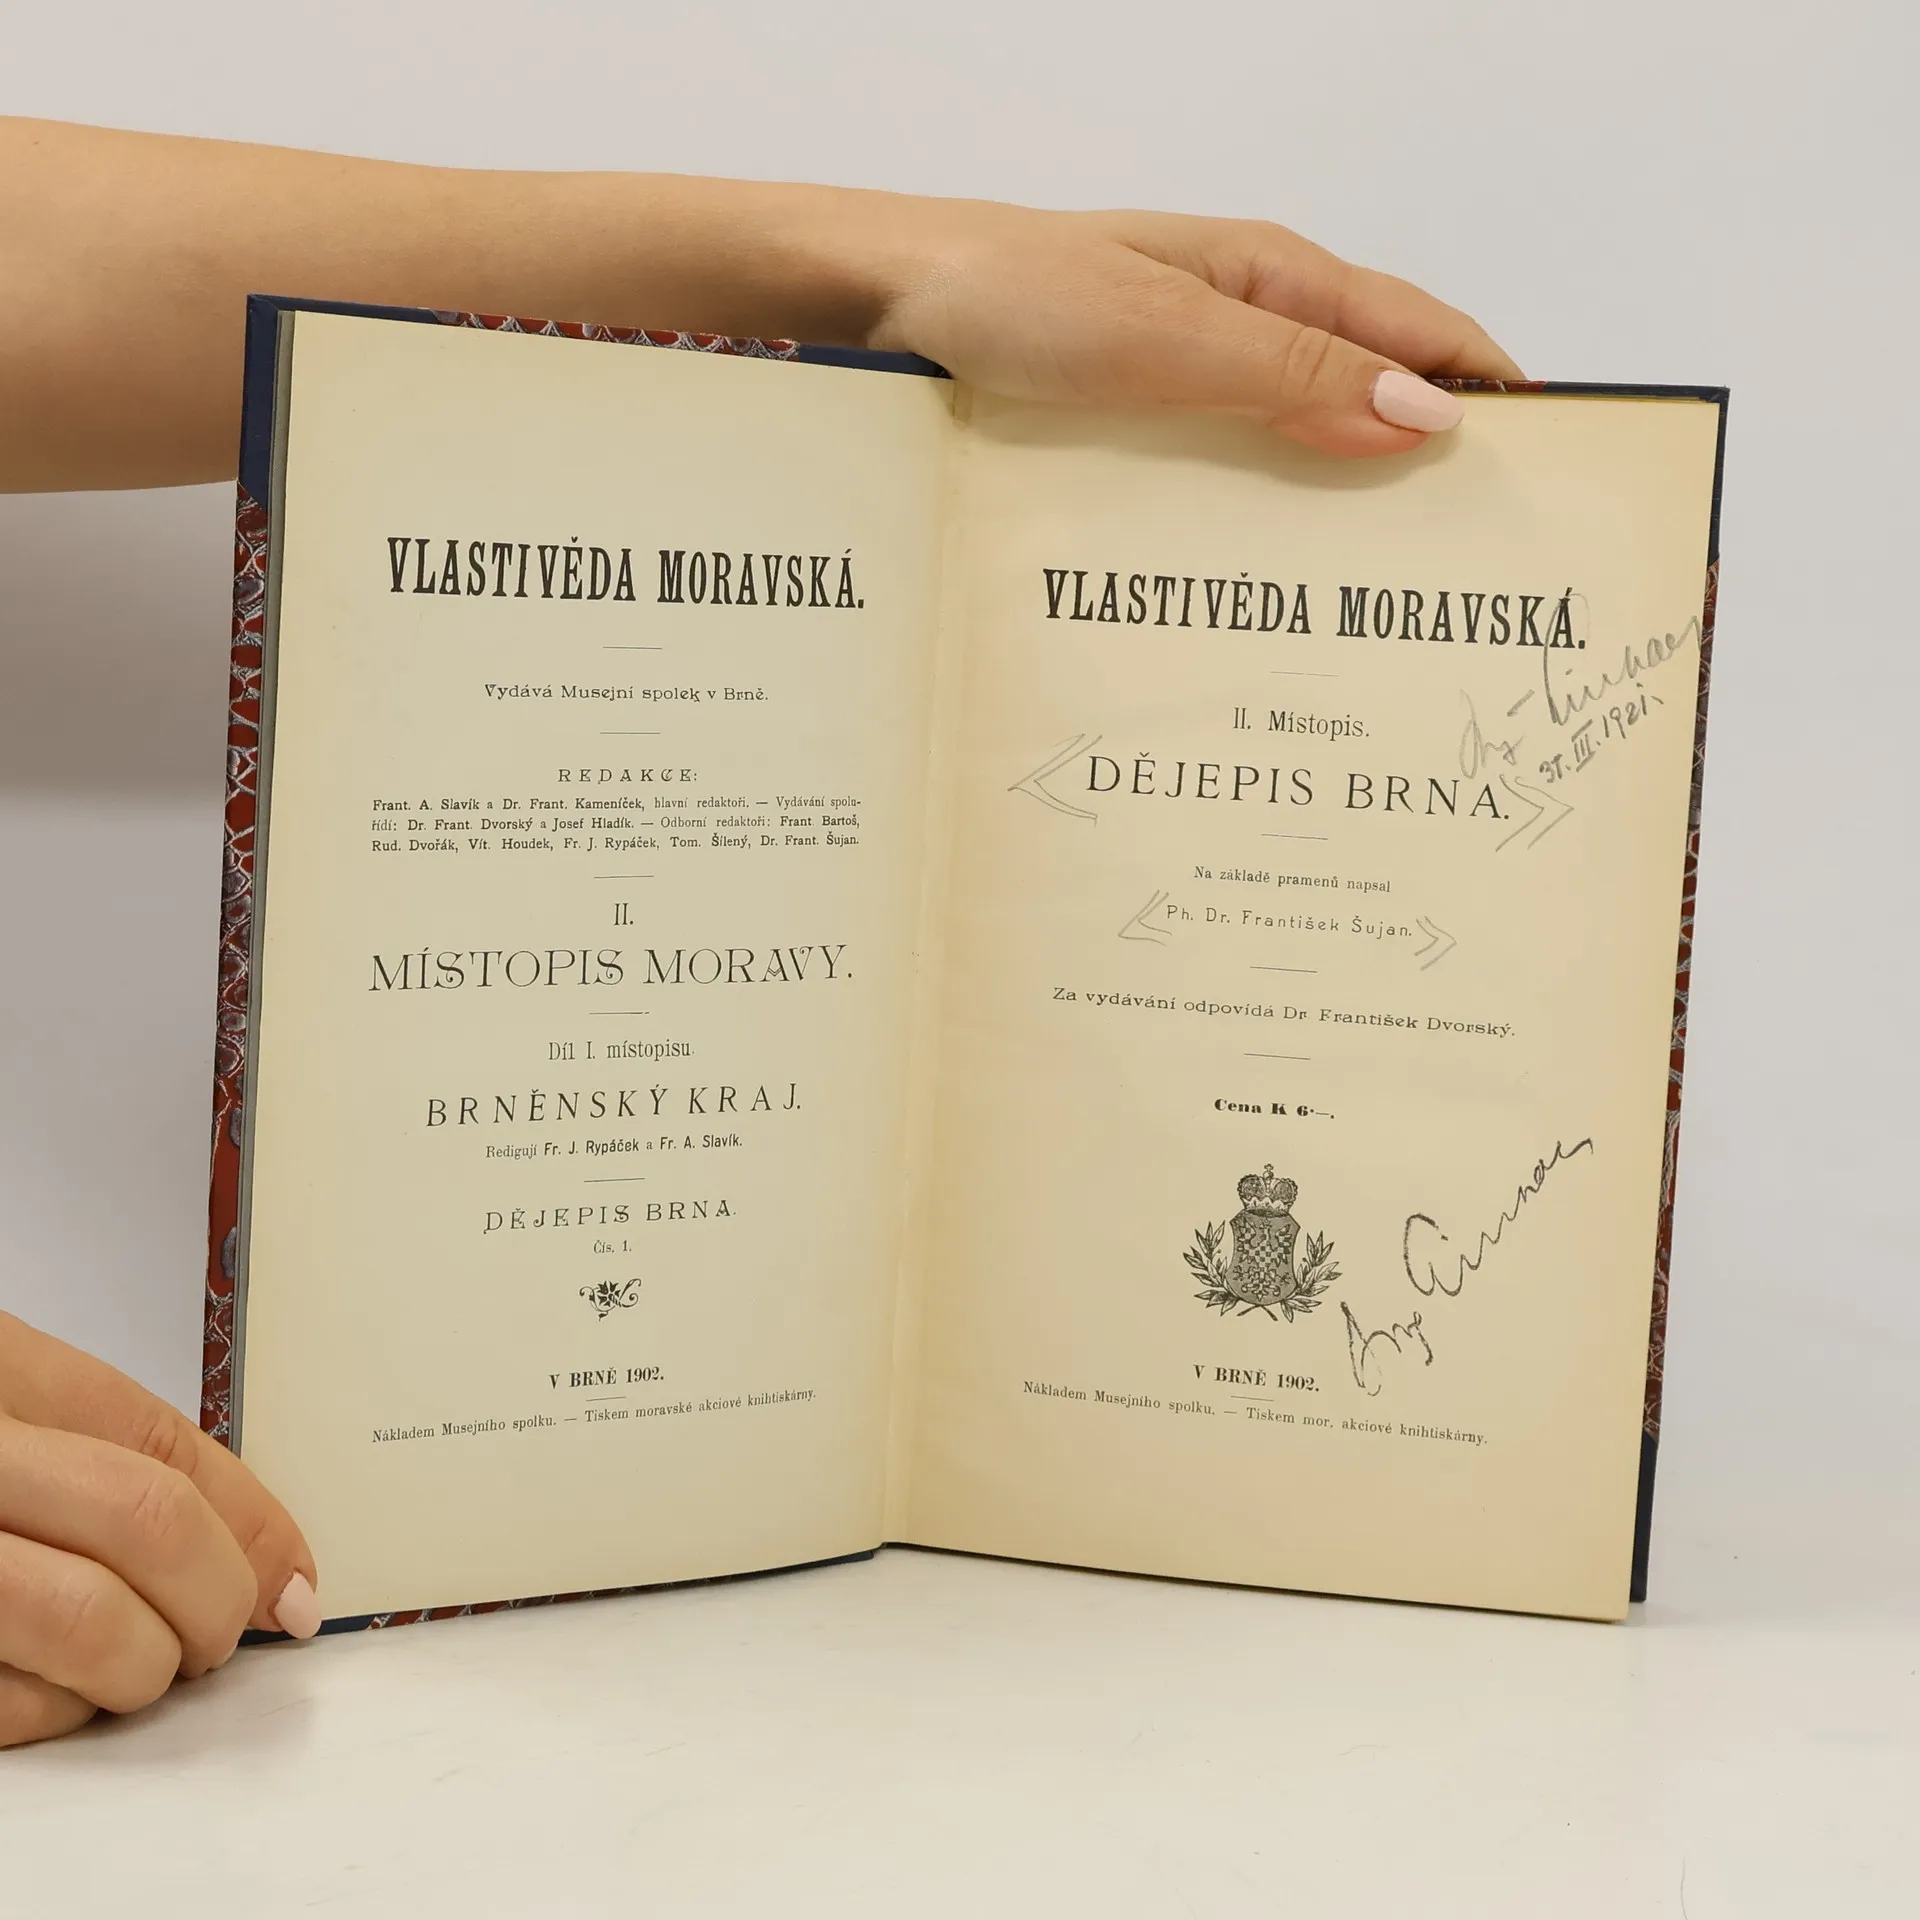 VLASTIVĚDA MORAVSKÁ.
Vydává Musejní spolek v Brně.
REDAKCE:
Frant. A. Slavík a Dr. Frant. Kameníček, hlavní redaktoři. — Vydávání spolu-
řídí: Dr. Frant. Dvorský a Josef Hladík. — Odborní redaktoři: Frant. Bartoš,
Rud. Dvořák, Vít. Houdek, Fr. J. Rypáček, Tom. Šílený, Dr. Frant. Šujan.
II.
MÍSTOPIS MORAVY.
Díl I. místopisu.
BRNĚNSKÝ KRAJ.
Redigují Fr. J. Rypáček a Fr. A. Slavík.
DĚJEPIS BRNA.
Čís. 1.
V BRNĚ 1902.
Nákladem Musejního spolku. — Tiskem moravské akciové knihtiskárny.
VLASTIVĚDA MORAVSKÁ.
II. Místopis.
31. III. 1921.
DĚJEPIS BRNA.
Na základě pramenů napsal
Ph. Dr. František Šujan.
Za vydávání odpovídá Dr. František Dvorský.
Cena K 6·—.
V BRNĚ 1902.
Nákladem Musejního spolku. — Tiskem mor. akciové knihtiskárny.